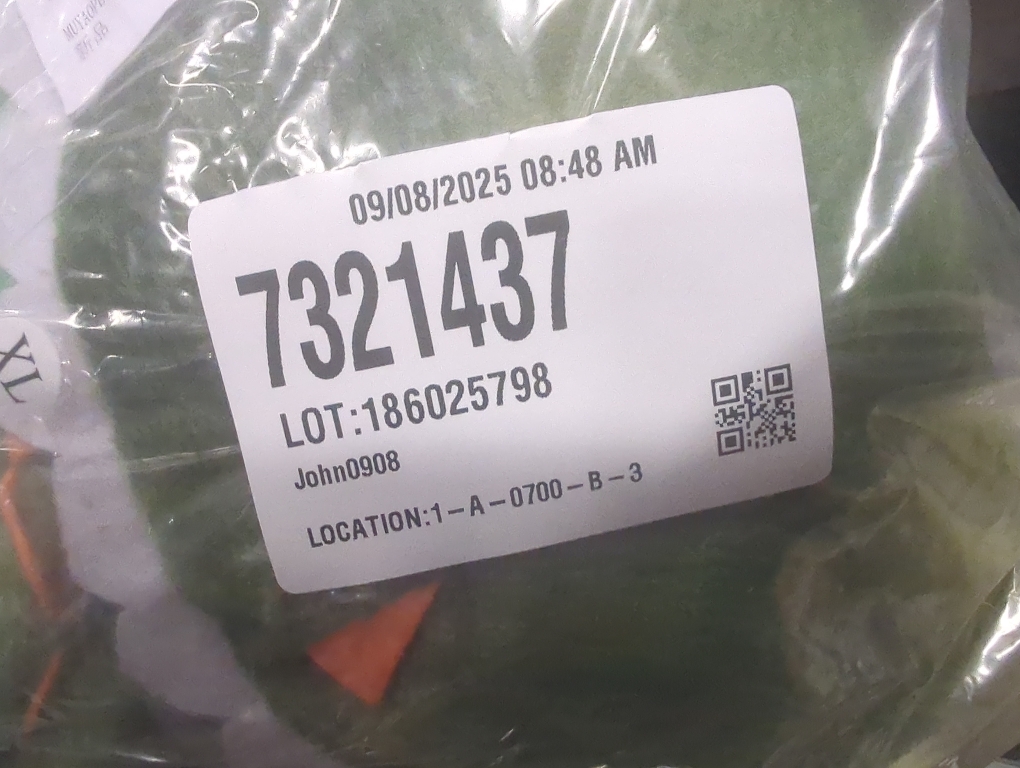 09/08/2025 08:48 AM
7321437
LOT:186025798
John0908
LOCATION:1-A-0700-B-3
XL